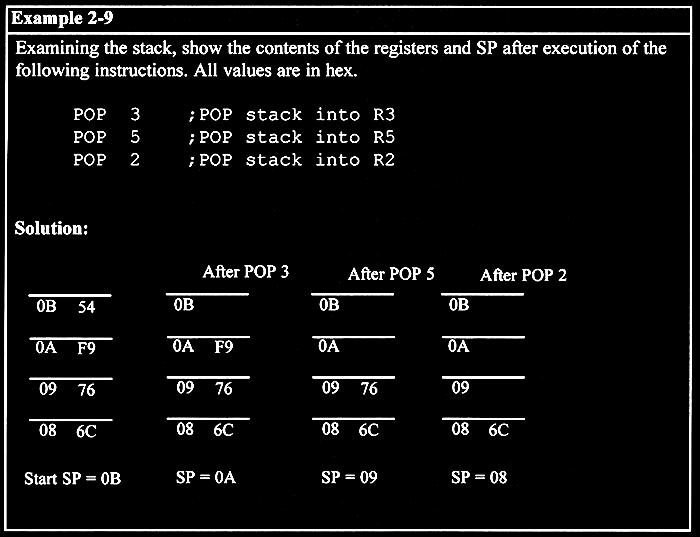 Example 2-9
Examining the stack, show the contents of the registers and SP after execution of the
following instructions. All values are in hex.
POP 3 ;POP stack into R3
POP 5 ;POP stack into R5
POP 2 ;POP stack into R2
Solution:
After POP 3 After POP 5 After POP 2
0B 54 0B 0B 0B
0A F9 0A F9 0A 0A
09 76 09 76 09 76 09
08 6C 08 6C 08 6C 08 6C
Start SP = 0B SP = 0A SP = 09 SP = 08